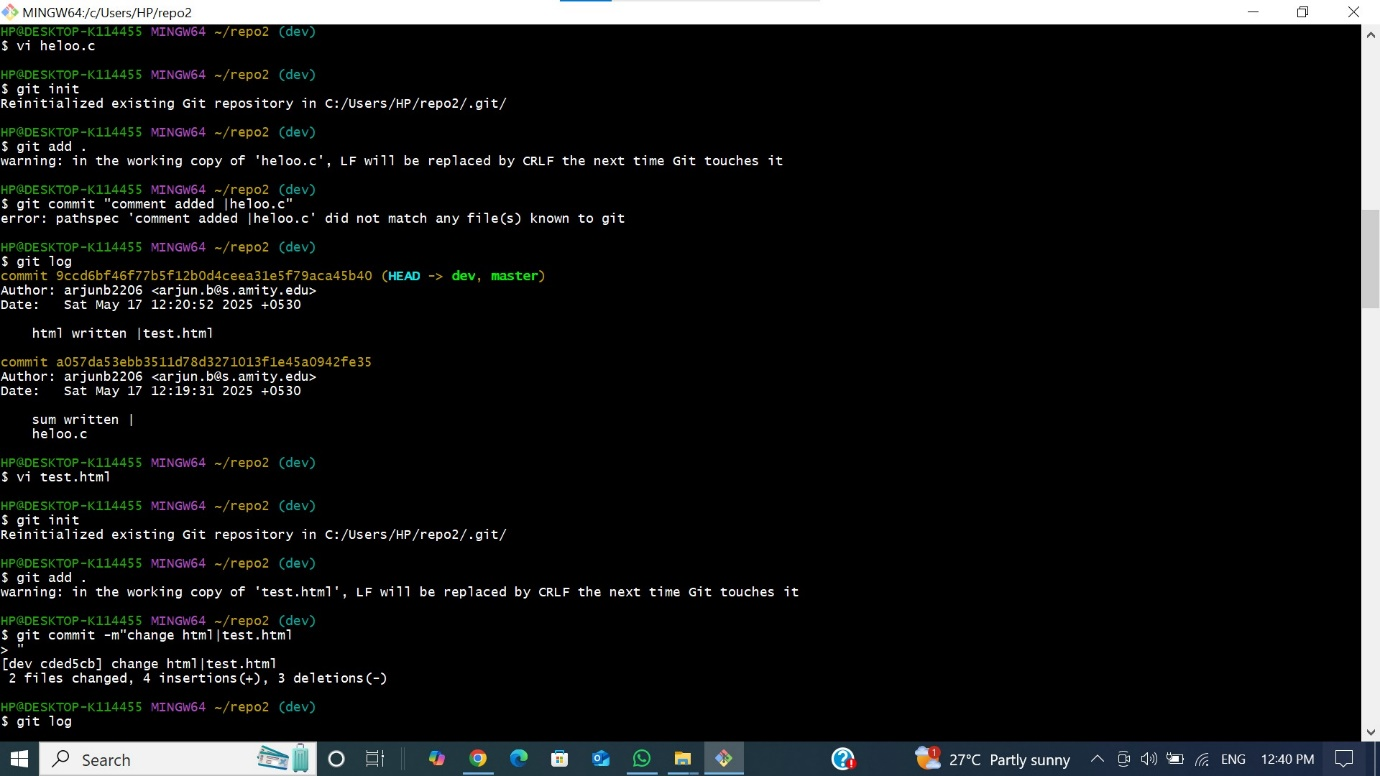 MINGW64:/c/Users/HP/repo2
HP@DESKTOP-K114455 MINGW64 ~/repo2 (dev)
$ vi heloo.c
HP@DESKTOP-K114455 MINGW64 ~/repo2 (dev)
$ git init
Reinitialized existing Git repository in C:/Users/HP/repo2/.git/
HP@DESKTOP-K114455 MINGW64 ~/repo2 (dev)
$ git add .
warning: in the working copy of 'heloo.c', LF will be replaced by CRLF the next time Git touches it
HP@DESKTOP-K114455 MINGW64 ~/repo2 (dev)
$ git commit "comment added |heloo.c"
error: pathspec 'comment added |heloo.c' did not match any file(s) known to git
HP@DESKTOP-K114455 MINGW64 ~/repo2 (dev)
$ git log
commit 9ccd6bf46f77b5f12b0d4ceea31e5f79aca45b40 (HEAD -> dev, master)
Author: arjunb2206 <arjun.b@s.amity.edu>
Date:   Sat May 17 12:20:52 2025 +0530
html written |test.html
commit a057da53ebb3511d78d3271013f1e45a0942fe35
Author: arjunb2206 <arjun.b@s.amity.edu>
Date:   Sat May 17 12:19:31 2025 +0530
sum written |
heloo.c
HP@DESKTOP-K114455 MINGW64 ~/repo2 (dev)
$ vi test.html
HP@DESKTOP-K114455 MINGW64 ~/repo2 (dev)
$ git init
Reinitialized existing Git repository in C:/Users/HP/repo2/.git/
HP@DESKTOP-K114455 MINGW64 ~/repo2 (dev)
$ git add .
warning: in the working copy of 'test.html', LF will be replaced by CRLF the next time Git touches it
HP@DESKTOP-K114455 MINGW64 ~/repo2 (dev)
$ git commit -m"change html|test.html
> "
[dev cded5cb] change html|test.html
2 files changed, 4 insertions(+), 3 deletions(-)
HP@DESKTOP-K114455 MINGW64 ~/repo2 (dev)
$ git log
Search 1 27°C Partly sunny ENG 12:40 PM